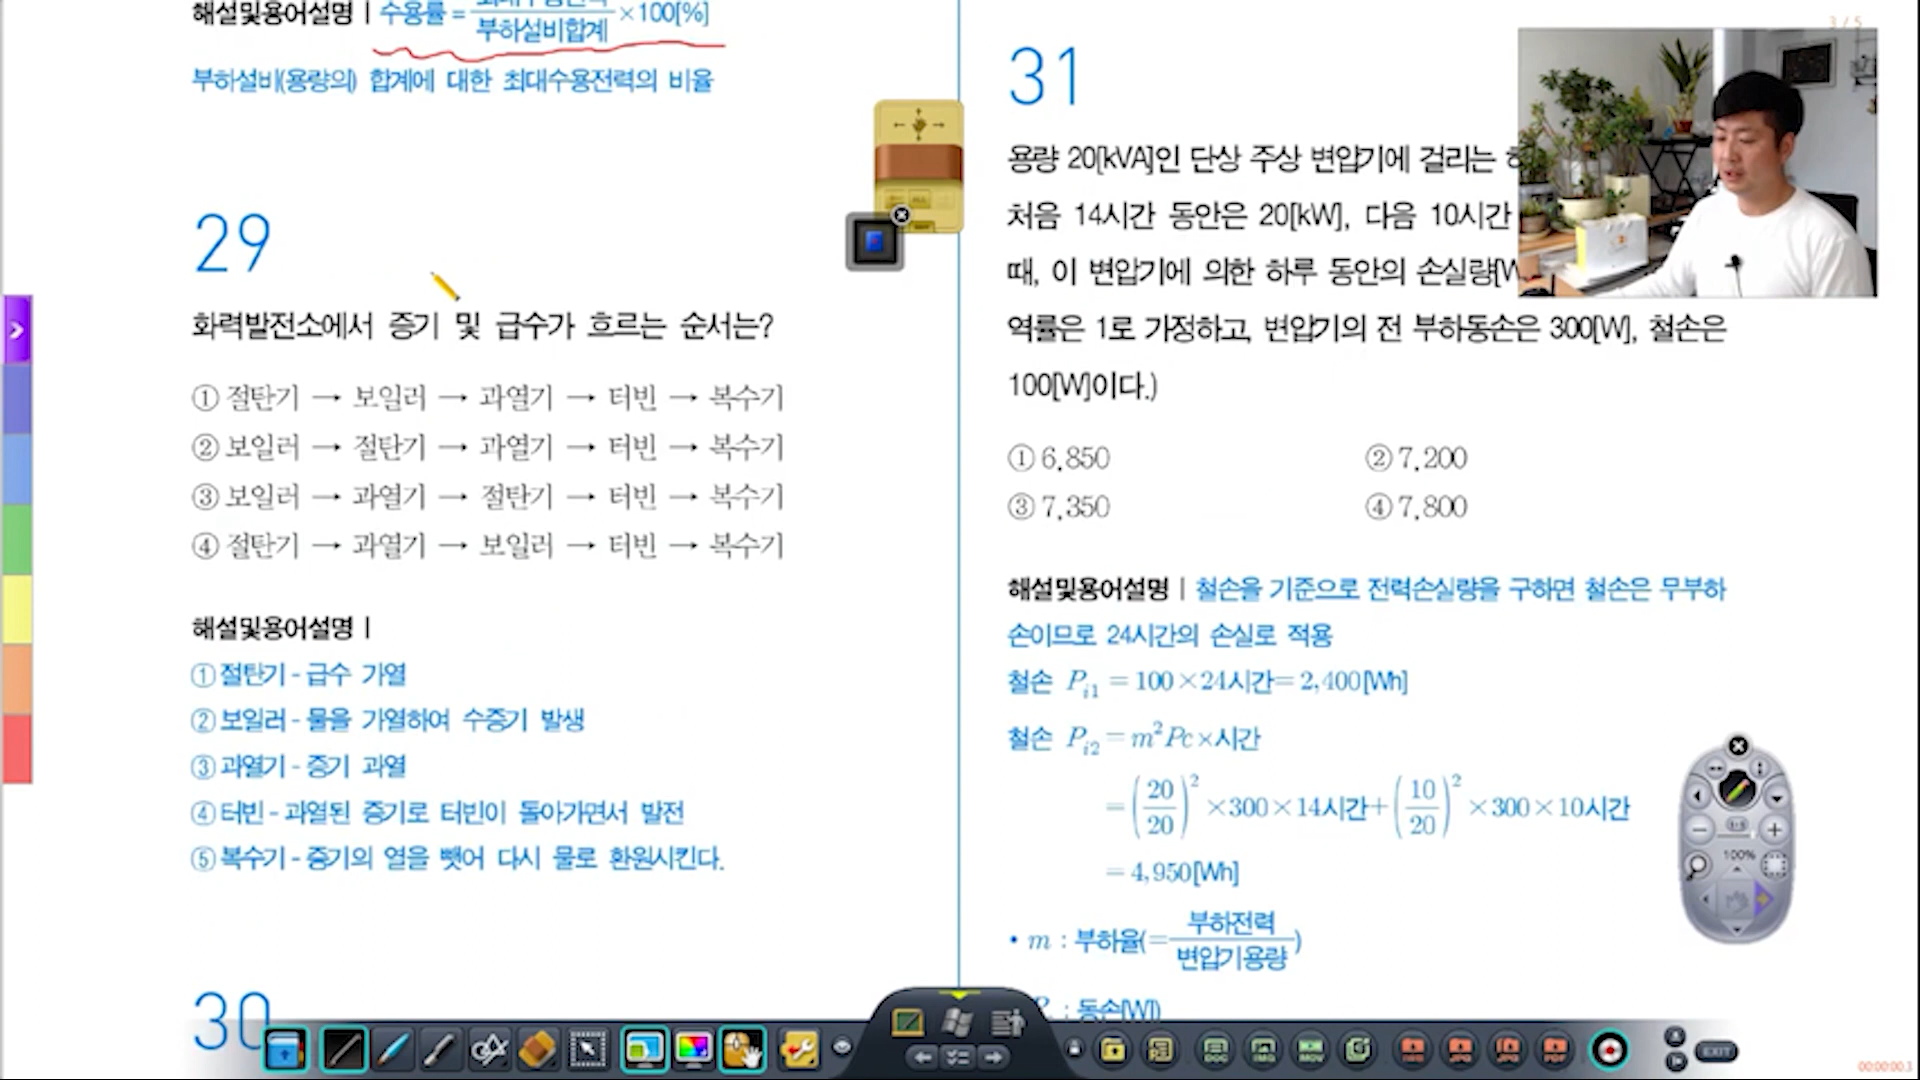 해설및용어설명 | 수용률 = 최대수용전력 / 부하설비합계 ×100[%]
부하설비(용량의) 합계에 대한 최대수용전력의 비율
29
화력발전소에서 증기 및 급수가 흐르는 순서는?
① 절탄기 → 보일러 → 과열기 → 터빈 → 복수기
② 보일러 → 절탄기 → 과열기 → 터빈 → 복수기
③ 보일러 → 과열기 → 절탄기 → 터빈 → 복수기
④ 절탄기 → 과열기 → 보일러 → 터빈 → 복수기
해설및용어설명 |
① 절탄기 - 급수 가열
② 보일러 - 물을 가열하여 수증기 발생
③ 과열기 - 증기 과열
④ 터빈 - 과열된 증기로 터빈이 돌아가면서 발전
⑤ 복수기 - 증기의 열을 뺏어 다시 물로 환원시킨다.
30
3 / 5
31
용량 20[kVA]인 단상 주상 변압기에 걸리는
처음 14시간 동안은 20[kW], 다음 10시간
때, 이 변압기에 의한 하루 동안의 손실량[W
역률은 1로 가정하고, 변압기의 전 부하동손은 300[W], 철손은
100[W]이다.)
① 6,850 ② 7,200
③ 7,350 ④ 7,800
해설및용어설명 | 철손을 기준으로 전력손실량을 구하면 철손은 무부하
손이므로 24시간의 손실로 적용
철손 P_i1 = 100×24시간= 2,400[Wh]
철손 P_i2 = m²Pc×시간
= (20/20)² ×300×14시간+(10/20)² ×300×10시간
= 4,950[Wh]
• m : 부하율(= 부하전력 / 변압기용량)
: 동손[W])
100%
DOC IMG MOV PDF EXIT